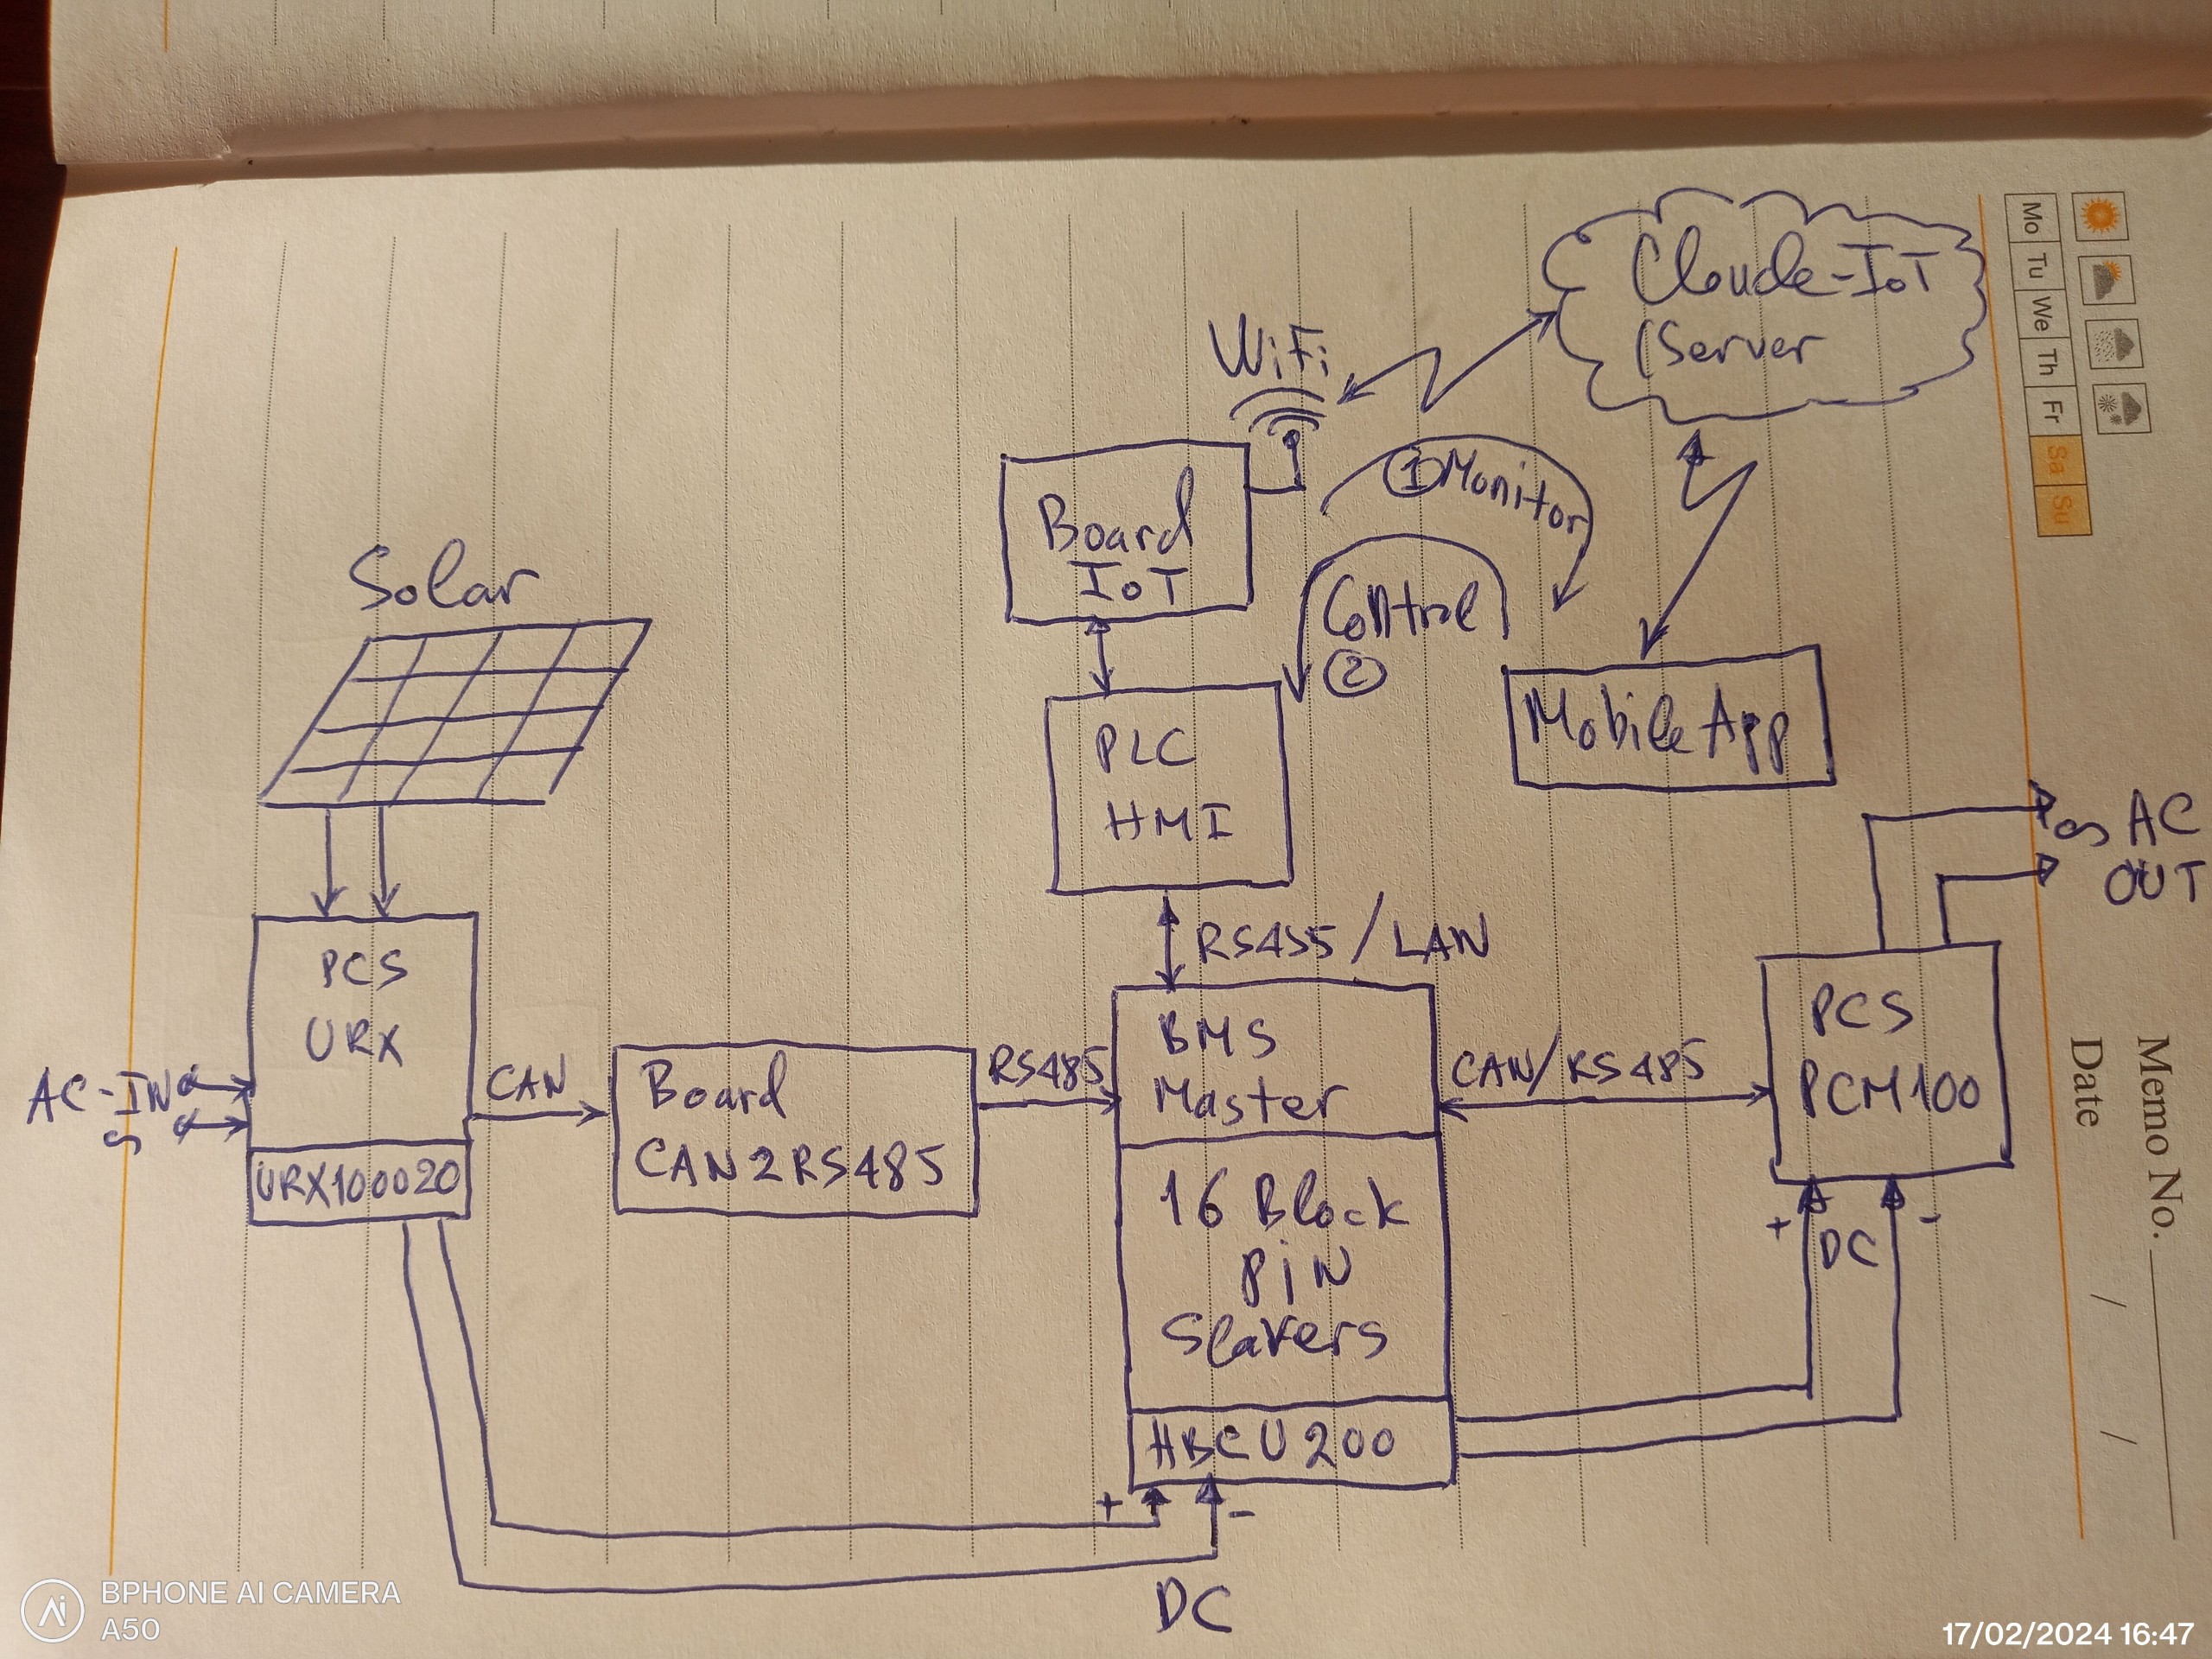 Mo Tu We Th Fr Sa Su
Memo No.
Date / /
Cloude-IoT
(Server
WiFi
Board
IoT
① Monitor
Control
②
Solar
PLC
HMI
Mobile App
AC
OUT
RS455/LAN
PCS
URX
AC-IN
URX100020
CAN
Board
CAN2RS485
RS485
BMS
Master
16 Block
PiN
Slavers
HBCU200
CAN/RS485
PCS
PCM100
+ DC -
+ -
DC
BPHONE AI CAMERA
A50
17/02/2024 16:47